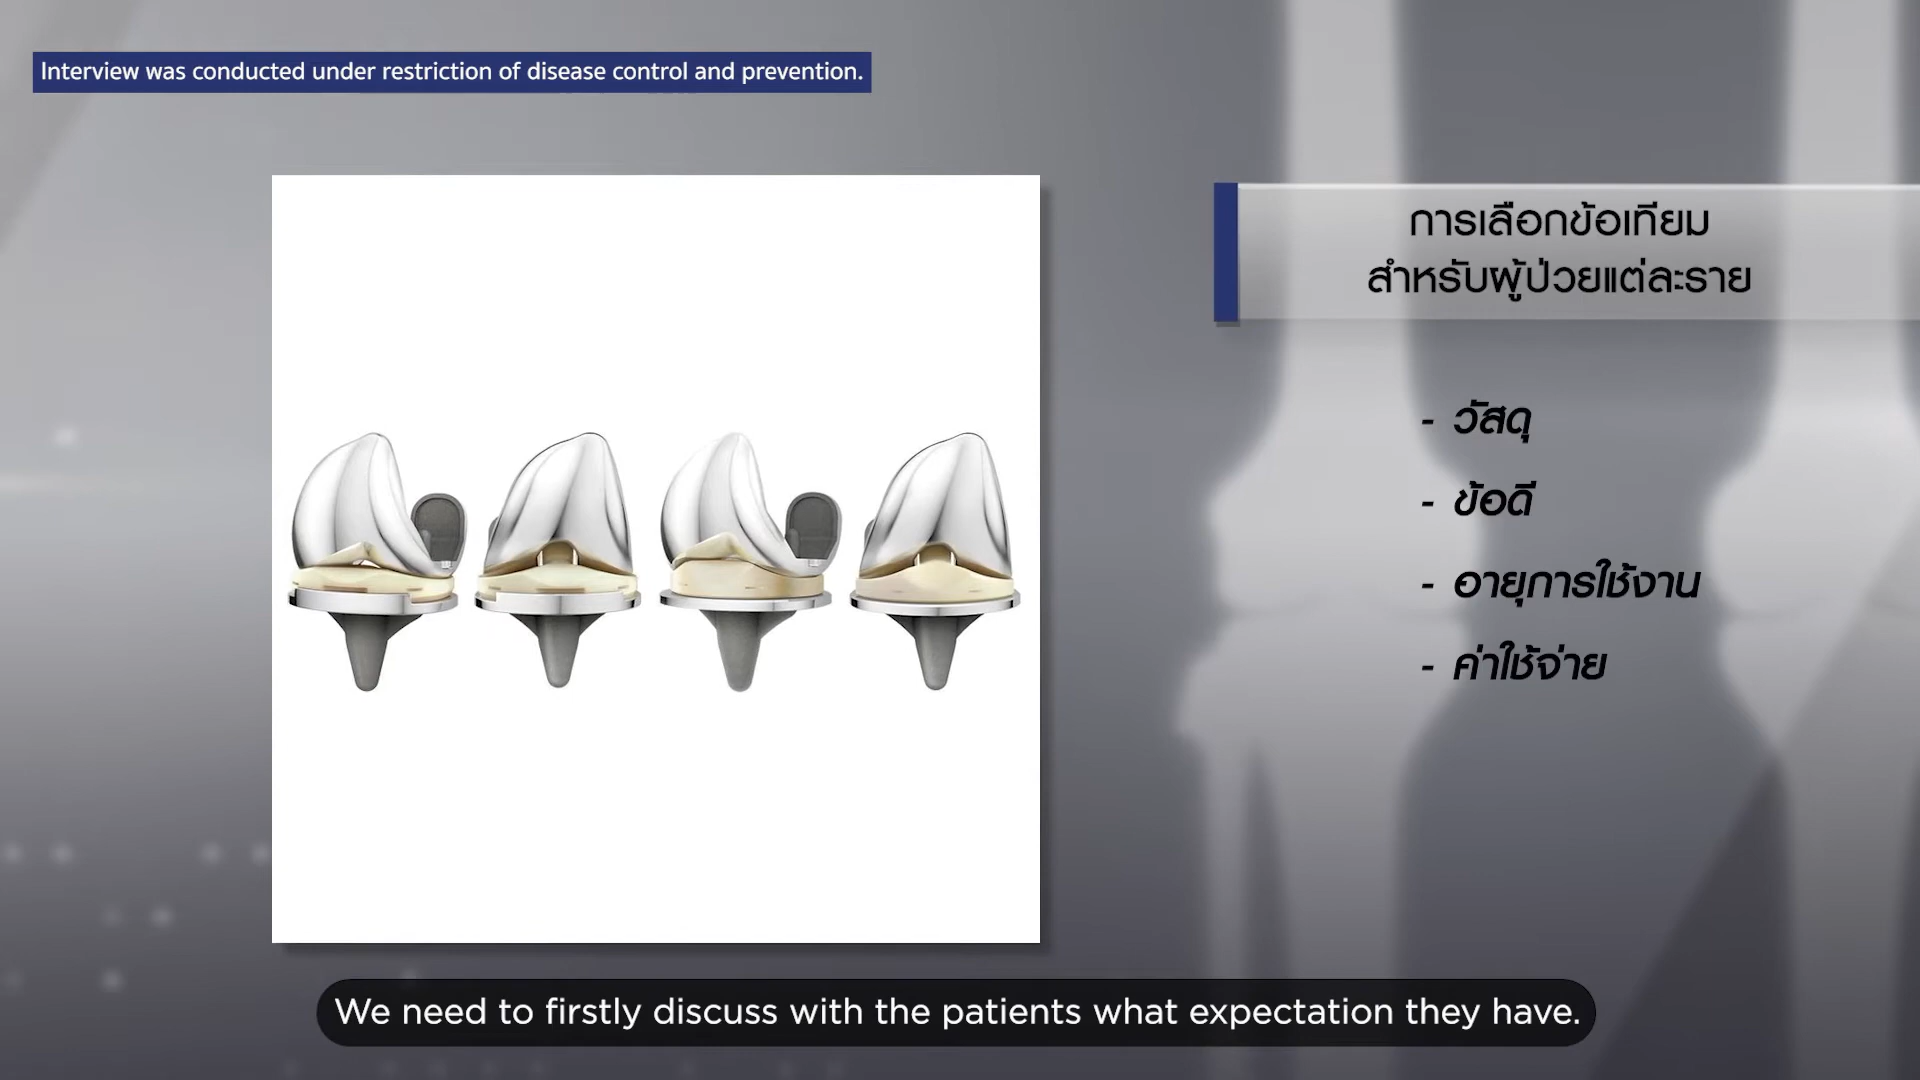 Interview was conducted under restriction of disease control and prevention.
การเลือกข้อเทียม
สำหรับผู้ป่วยแต่ละราย
- วัสดุ
- ข้อดี
- อายุการใช้งาน
- ค่าใช้จ่าย
We need to firstly discuss with the patients what expectation they have.